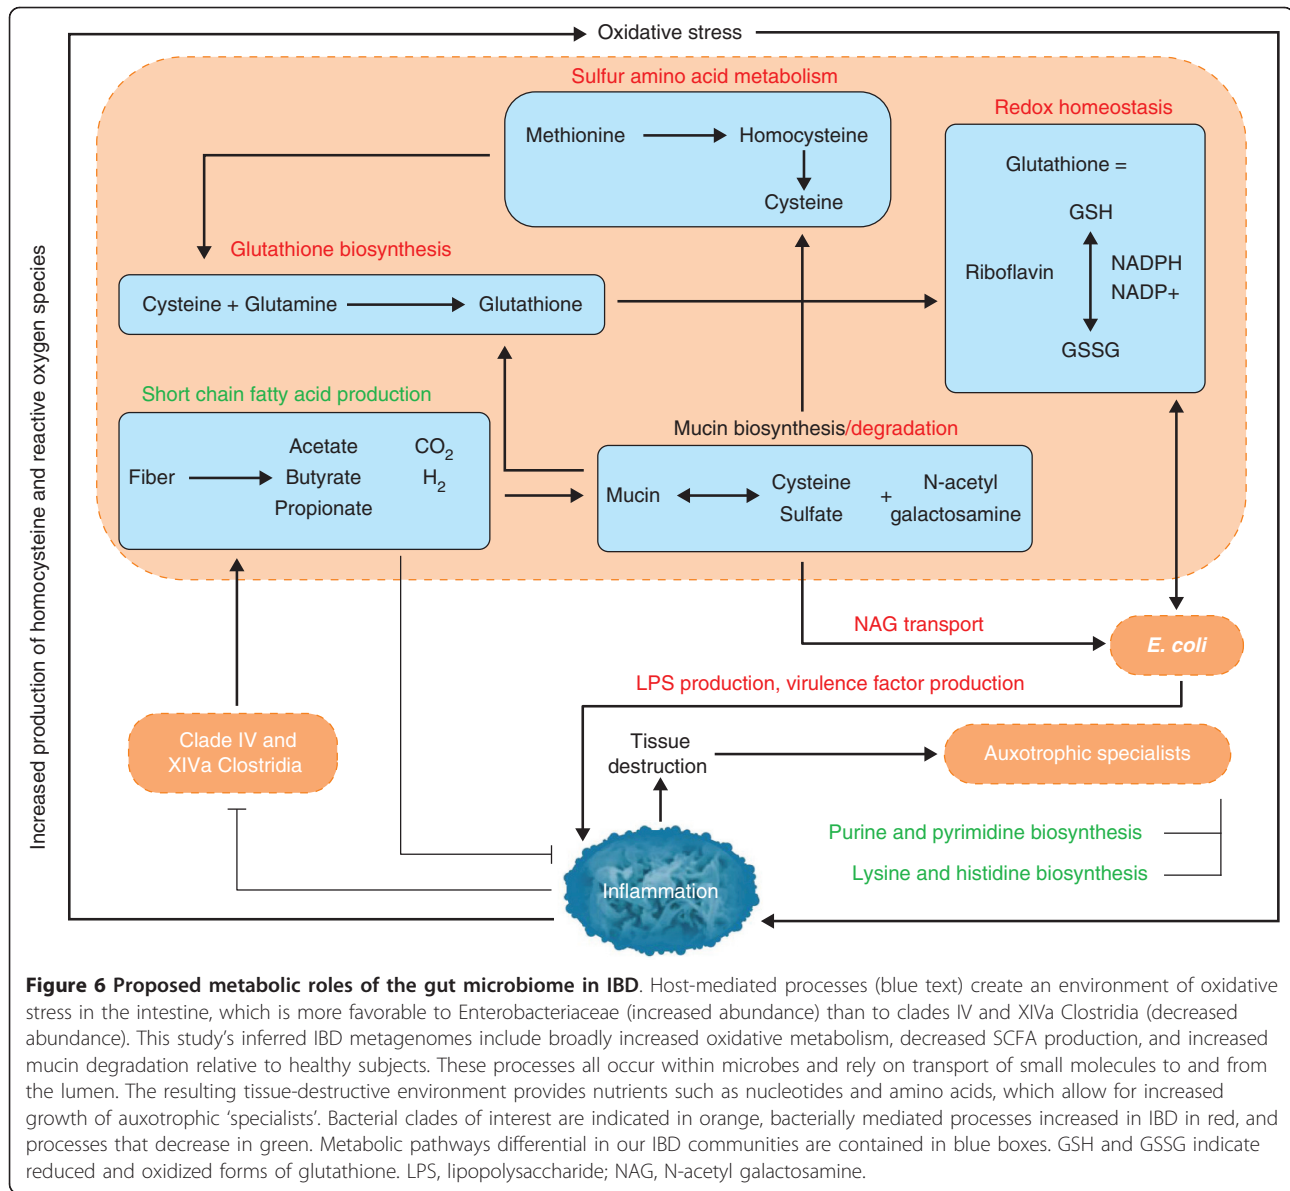 Oxidative stress
Sulfur amino acid metabolism
Methionine
Homocysteine
Cysteine
Redox homeostasis
Glutathione =
GSH
Riboflavin
NADPH
NADP+
GSSG
Glutathione biosynthesis
Cysteine + Glutamine
Glutathione
Increased production of homocysteine and reactive oxygen species
Short chain fatty acid production
Fiber
Acetate
Butyrate
Propionate
CO2
H2
Mucin biosynthesis/degradation
Mucin
Cysteine
Sulfate
+
N-acetyl
galactosamine
NAG transport
E. coli
LPS production, virulence factor production
Clade IV and
XIVa Clostridia
Tissue
destruction
Auxotrophic specialists
Purine and pyrimidine biosynthesis
Lysine and histidine biosynthesis
Inflammation
Figure 6 Proposed metabolic roles of the gut microbiome in IBD. Host-mediated processes (blue text) create an environment of oxidative
stress in the intestine, which is more favorable to Enterobacteriaceae (increased abundance) than to clades IV and XIVa Clostridia (decreased
abundance). This study's inferred IBD metagenomes include broadly increased oxidative metabolism, decreased SCFA production, and increased
mucin degradation relative to healthy subjects. These processes all occur within microbes and rely on transport of small molecules to and from
the lumen. The resulting tissue-destructive environment provides nutrients such as nucleotides and amino acids, which allow for increased
growth of auxotrophic 'specialists'. Bacterial clades of interest are indicated in orange, bacterially mediated processes increased in IBD in red, and
processes that decrease in green. Metabolic pathways differential in our IBD communities are contained in blue boxes. GSH and GSSG indicate
reduced and oxidized forms of glutathione. LPS, lipopolysaccharide; NAG, N-acetyl galactosamine.